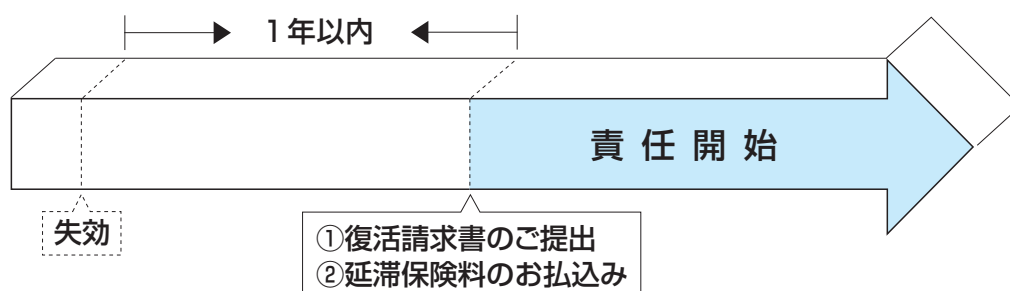 1年以内
責任開始
失効
①復活請求書のご提出
②延滞保険料のお払込み